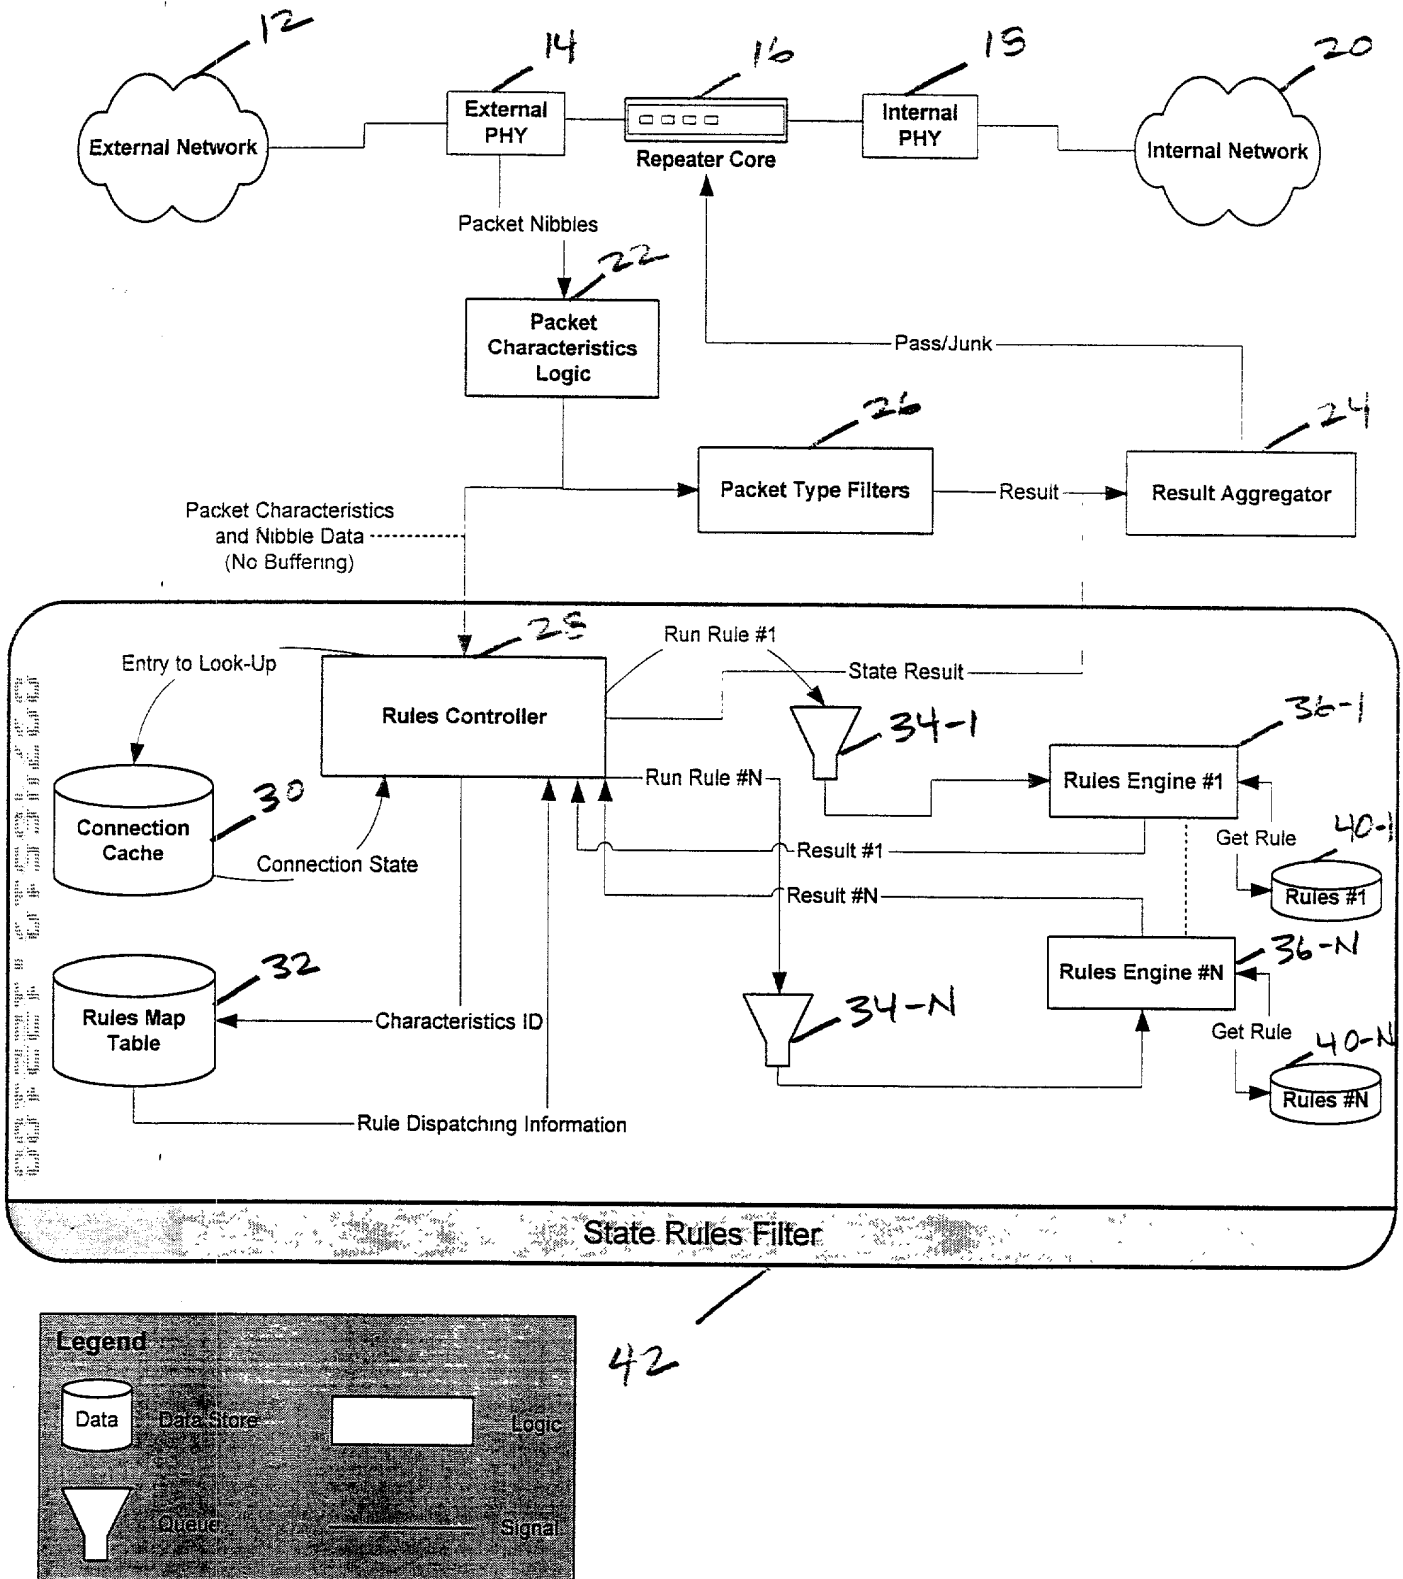 12
14
16
18
20
External Network
External
PHY
Repeater Core
Internal
PHY
Internal Network
Packet Nibbles
22
Packet
Characteristics
Logic
Pass/Junk
26
24
Packet Type Filters
Result
Result Aggregator
Packet Characteristics
and Nibble Data
(No Buffering)
28
Run Rule #1
Entry to Look-Up
State Result
Rules Controller
34-1
36-1
Run Rule #N
Rules Engine #1
30
Connection
Cache
Connection State
Result #1
Get Rule
40-1
Rules #1
Result #N
36-N
32
Rules Engine #N
34-N
Rules Map
Table
Characteristics ID
Get Rule
40-N
Rules #N
Rule Dispatching Information
State Rules Filter
42
Legend
Data
Data Store
Logic
Queue
Signal